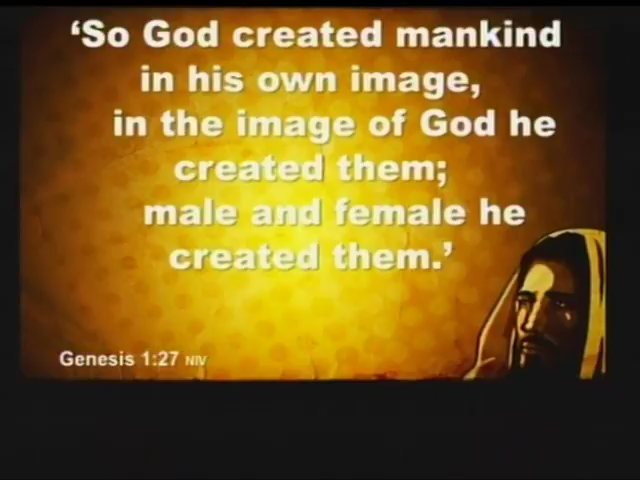 ‘So God created mankind
in his own image,
in the image of God he
created them;
male and female he
created them.’
Genesis 1:27 NIV